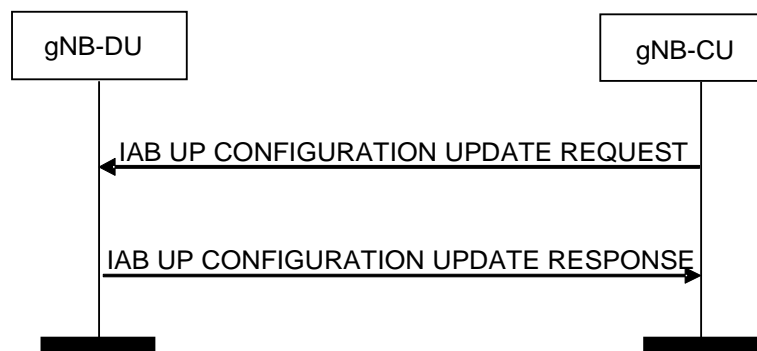 gNB-DU
gNB-CU
IAB UP CONFIGURATION UPDATE REQUEST
IAB UP CONFIGURATION UPDATE RESPONSE